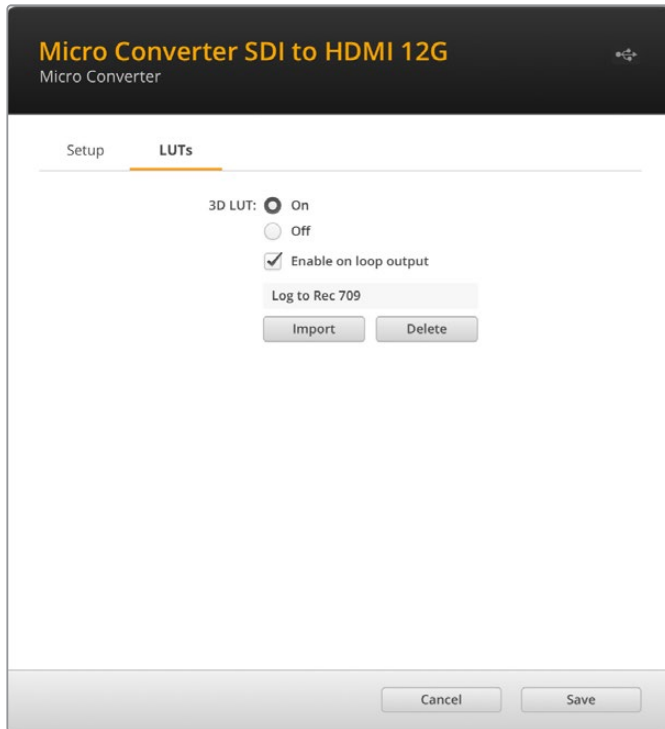 Micro Converter SDI to HDMI 12G
Micro Converter
Setup LUTs
3D LUT: On
Off
Enable on loop output
Log to Rec 709
Import Delete
Cancel Save